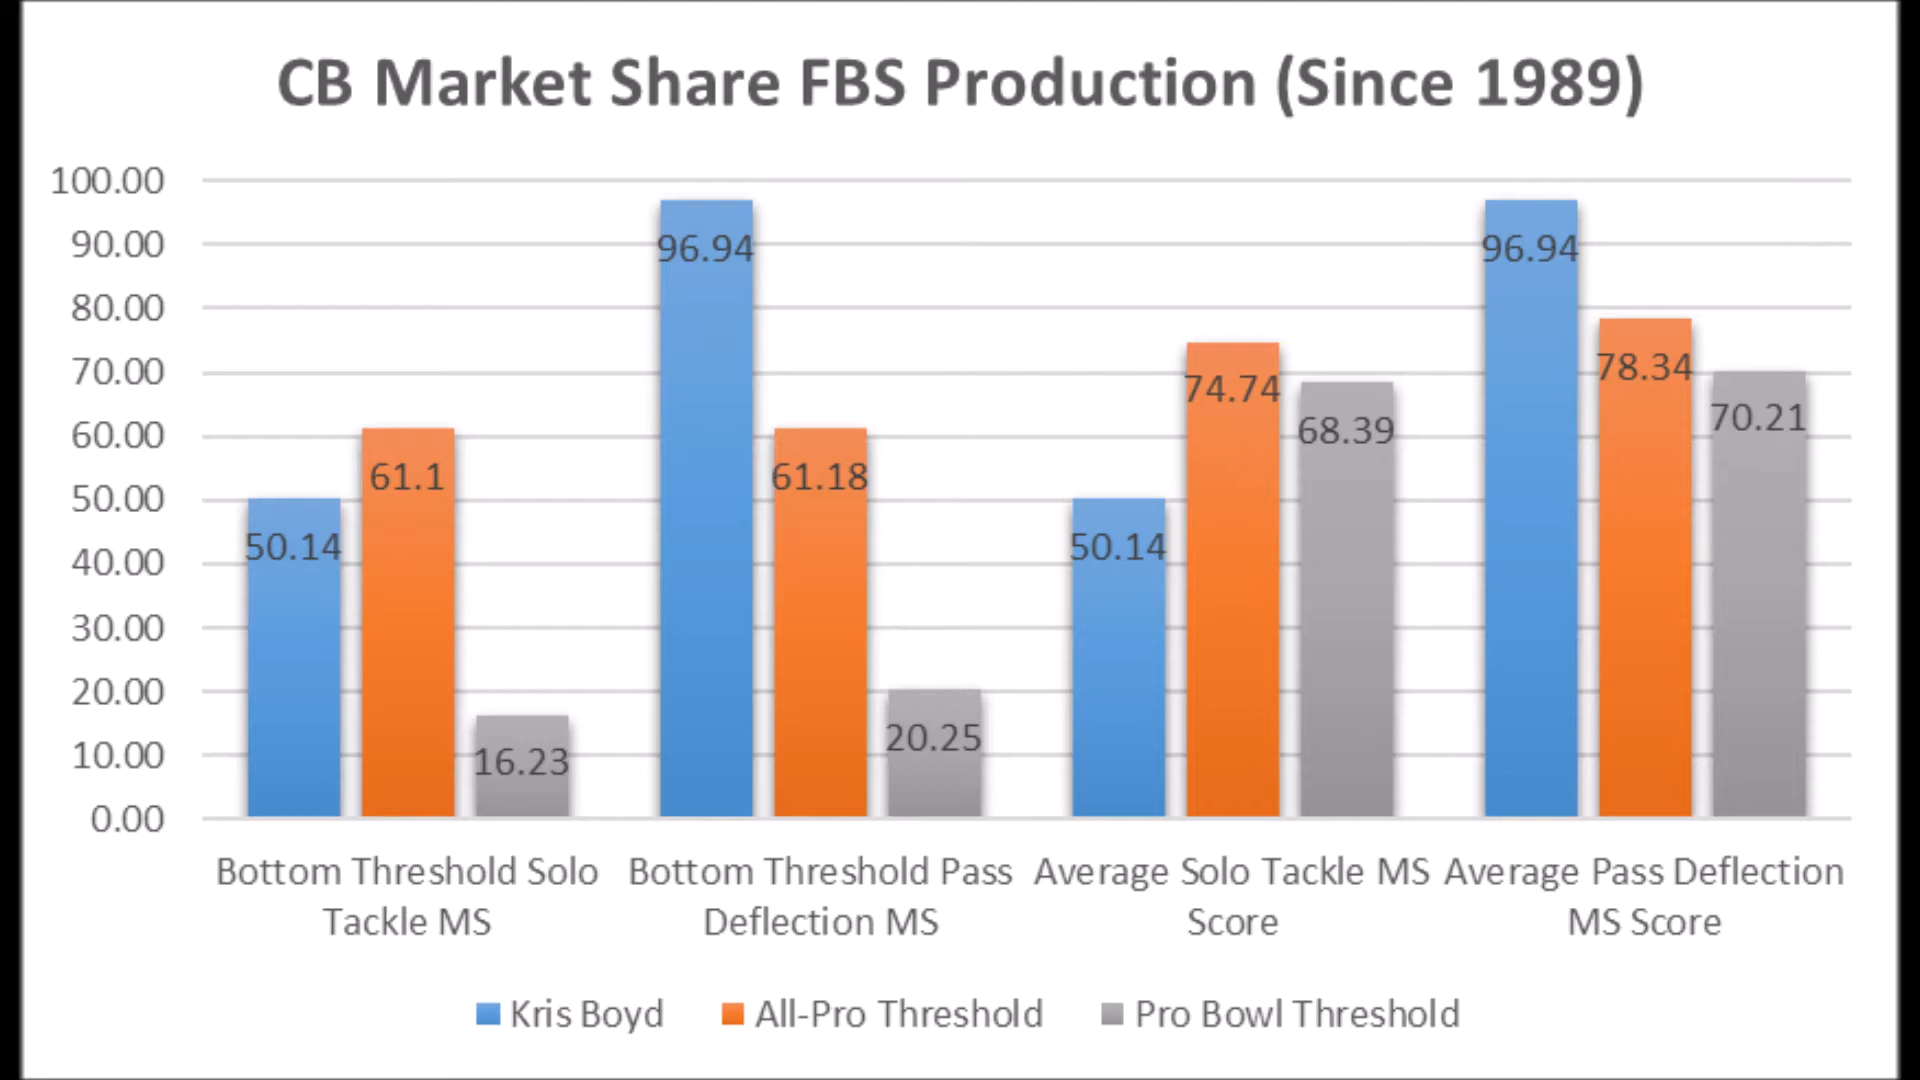 CB Market Share FBS Production (Since 1989)
100.00
90.00
80.00
70.00
60.00
50.00
40.00
30.00
20.00
10.00
0.00
50.14
61.1
16.23
96.94
61.18
20.25
50.14
74.74
68.39
96.94
78.34
70.21
Bottom Threshold Solo
Tackle MS
Bottom Threshold Pass
Deflection MS
Average Solo Tackle MS
Score
Average Pass Deflection
MS Score
Kris Boyd
All-Pro Threshold
Pro Bowl Threshold